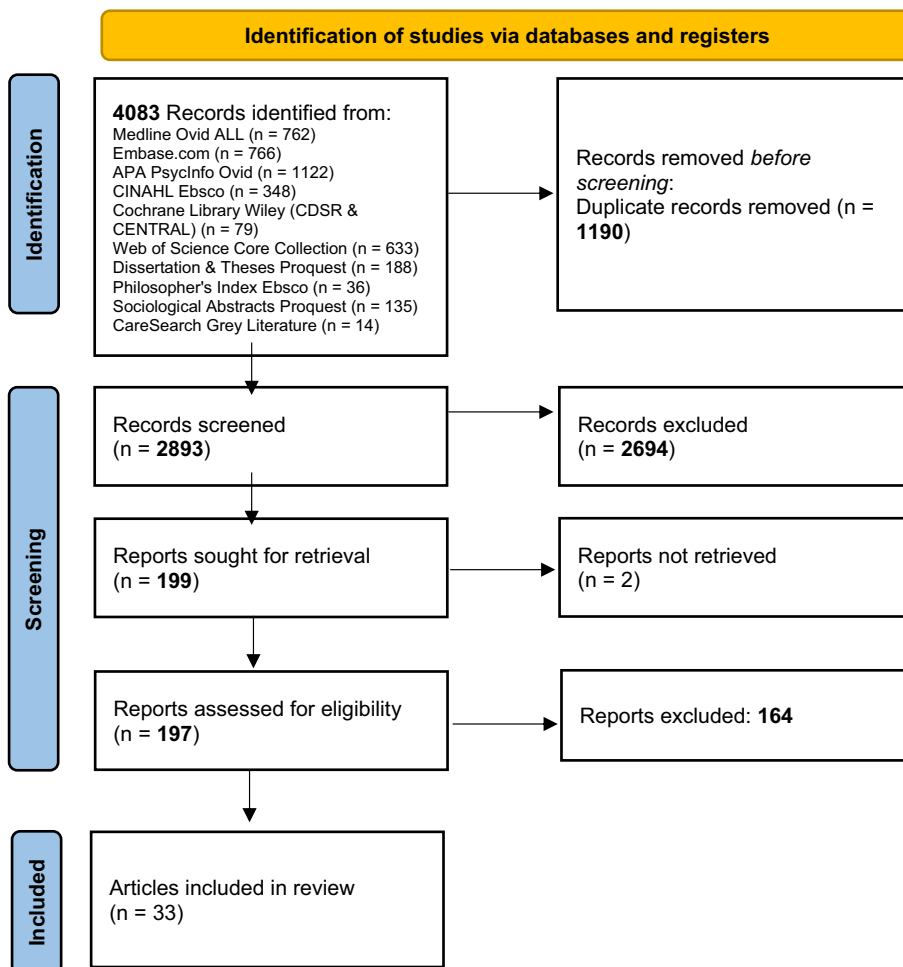 Identification of studies via databases and registers
Identification
4083 Records identified from:
Medline Ovid ALL (n = 762)
Embase.com (n = 766)
APA PsycInfo Ovid (n = 1122)
CINAHL Ebsco (n = 348)
Cochrane Library Wiley (CDSR &
CENTRAL) (n = 79)
Web of Science Core Collection (n = 633)
Dissertation & Theses Proquest (n = 188)
Philosopher's Index Ebsco (n = 36)
Sociological Abstracts Proquest (n = 135)
CareSearch Grey Literature (n = 14)
Records removed before
screening:
Duplicate records removed (n =
1190)
Screening
Records screened
(n = 2893)
Records excluded
(n = 2694)
Reports sought for retrieval
(n = 199)
Reports not retrieved
(n = 2)
Reports assessed for eligibility
(n = 197)
Reports excluded: 164
Included
Articles included in review
(n = 33)